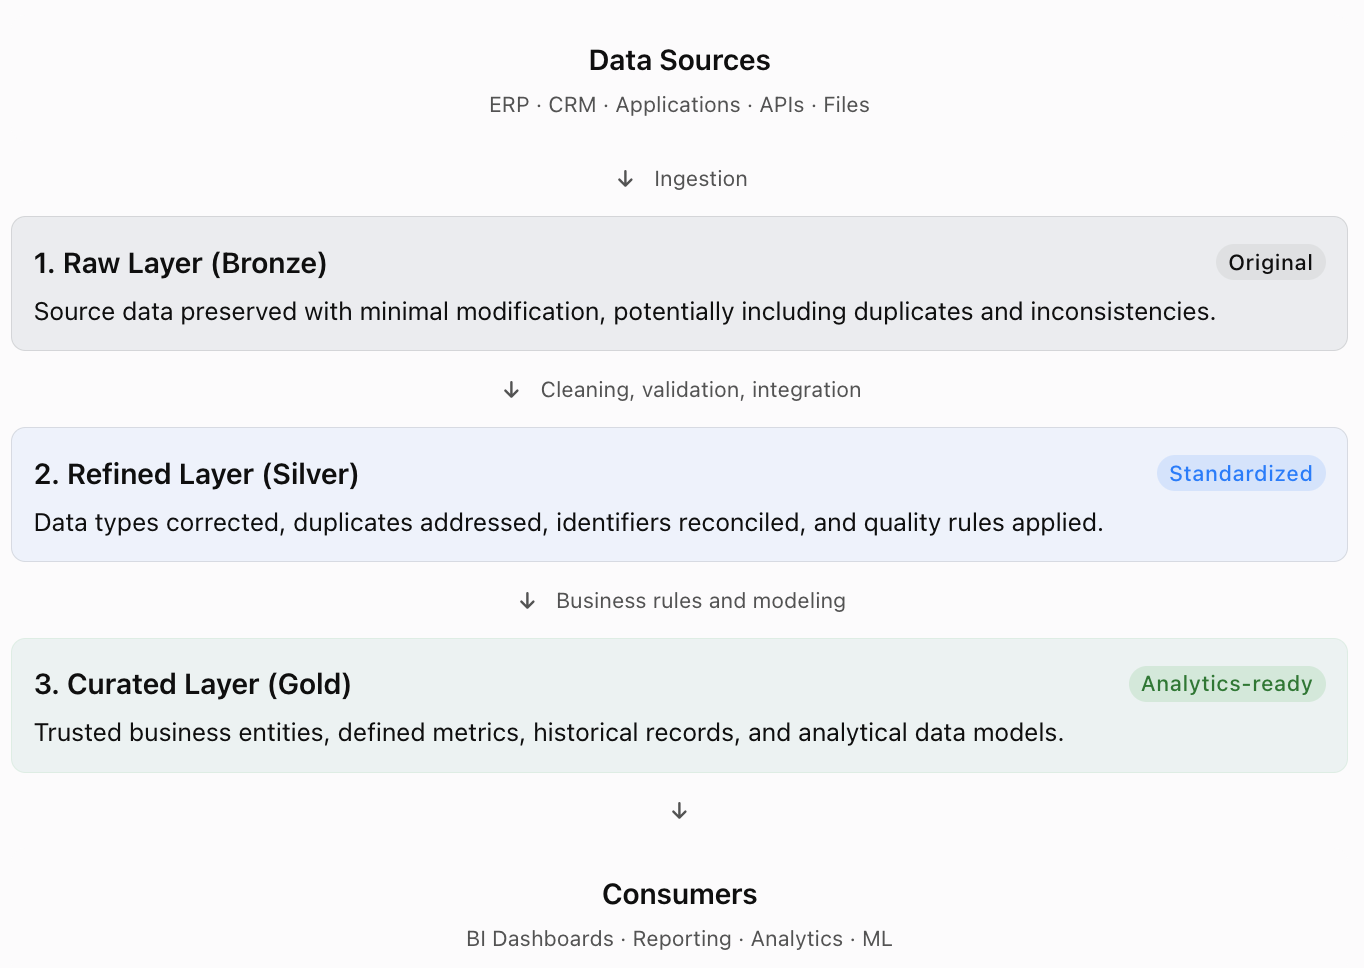 Data Sources
ERP · CRM · Applications · APIs · Files
↓ Ingestion
1. Raw Layer (Bronze)
Original
Source data preserved with minimal modification, potentially including duplicates and inconsistencies.
↓ Cleaning, validation, integration
2. Refined Layer (Silver)
Standardized
Data types corrected, duplicates addressed, identifiers reconciled, and quality rules applied.
↓ Business rules and modeling
3. Curated Layer (Gold)
Analytics-ready
Trusted business entities, defined metrics, historical records, and analytical data models.
↓
Consumers
BI Dashboards · Reporting · Analytics · ML